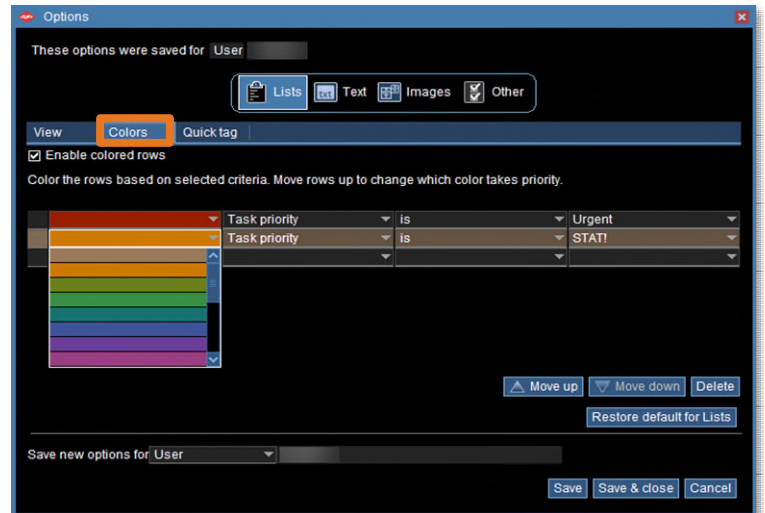 Options
These options were saved for User
Lists txt Text Images Other
View Colors Quick tag
Enable colored rows
Color the rows based on selected criteria. Move rows up to change which color takes priority.
Task priority is Urgent
Task priority is STAT!
Move up Move down Delete
Restore default for Lists
Save new options for User
Save Save & close Cancel